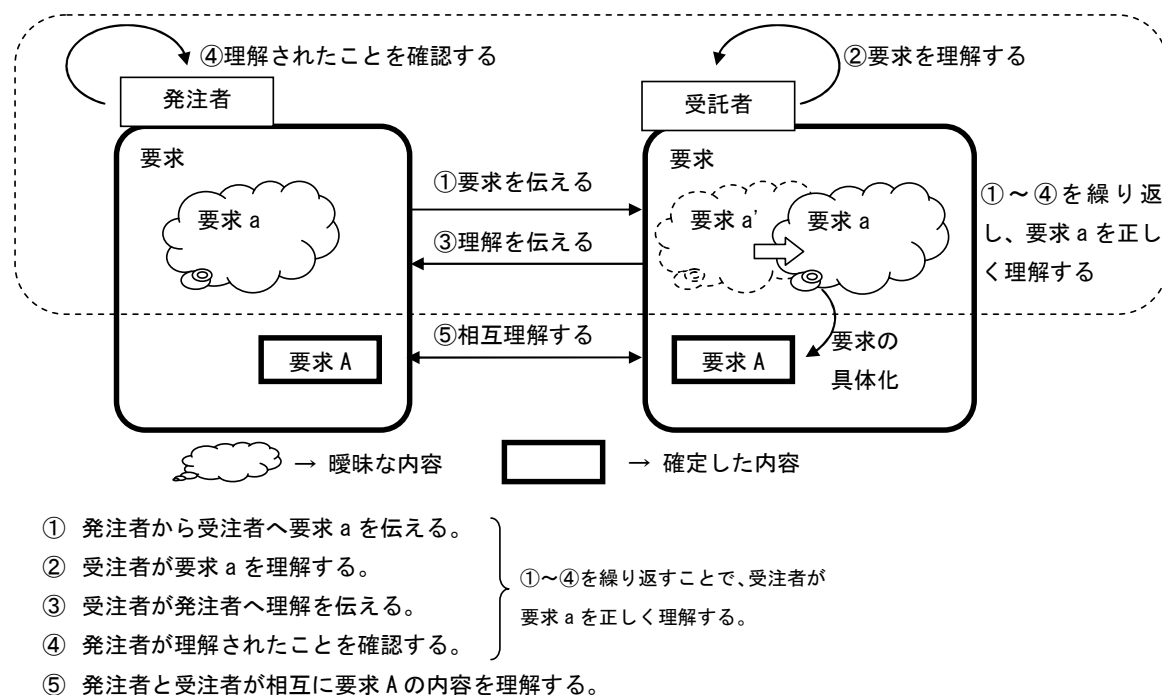 ④理解されたことを確認する
②要求を理解する
発注者
受託者
要求
要求
①要求を伝える
要求 a
要求 a'
要求 a
①～④を繰り返
し、要求 a を正し
く理解する
③理解を伝える
⑤相互理解する
要求の
具体化
要求 A
要求 A
→ 曖昧な内容
→ 確定した内容
① 発注者から受注者へ要求 a を伝える。
② 受注者が要求 a を理解する。
③ 受注者が発注者へ理解を伝える。
④ 発注者が理解されたことを確認する。
①～④を繰り返すことで、受注者が
要求 a を正しく理解する。
⑤ 発注者と受注者が相互に要求 A の内容を理解する。